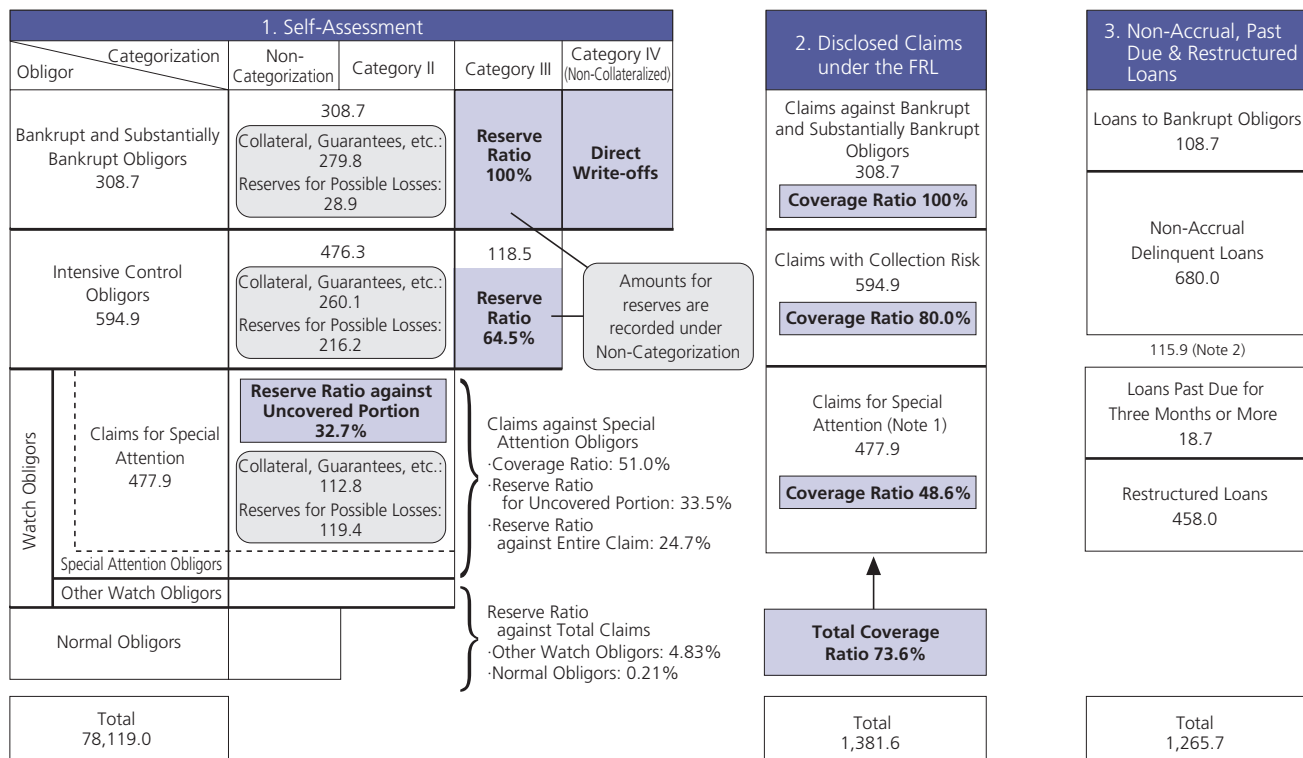 1. Self-Assessment
Categorization
Obligor
Non-
Categorization
Category II
Category III
Category IV
(Non-Collateralized)
Bankrupt and Substantially
Bankrupt Obligors
308.7
308.7
Collateral, Guarantees, etc.:
279.8
Reserves for Possible Losses:
28.9
Reserve
Ratio
100%
Direct
Write-offs
Intensive Control
Obligors
594.9
476.3
Collateral, Guarantees, etc.:
260.1
Reserves for Possible Losses:
216.2
118.5
Reserve
Ratio
64.5%
Amounts for
reserves are
recorded under
Non-Categorization
Watch Obligors
Claims for Special
Attention
477.9
Reserve Ratio against
Uncovered Portion
32.7%
Collateral, Guarantees, etc.:
112.8
Reserves for Possible Losses:
119.4
Special Attention Obligors
Claims against Special
Attention Obligors
·Coverage Ratio: 51.0%
·Reserve Ratio
for Uncovered Portion: 33.5%
·Reserve Ratio
against Entire Claim: 24.7%
Other Watch Obligors
Normal Obligors
Reserve Ratio
against Total Claims
·Other Watch Obligors: 4.83%
·Normal Obligors: 0.21%
Total
78,119.0
2. Disclosed Claims
under the FRL
Claims against Bankrupt
and Substantially Bankrupt
Obligors
308.7
Coverage Ratio 100%
Claims with Collection Risk
594.9
Coverage Ratio 80.0%
Claims for Special
Attention (Note 1)
477.9
Coverage Ratio 48.6%
Total Coverage
Ratio 73.6%
Total
1,381.6
3. Non-Accrual, Past
Due & Restructured
Loans
Loans to Bankrupt Obligors
108.7
Non-Accrual
Delinquent Loans
680.0
115.9 (Note 2)
Loans Past Due for
Three Months or More
18.7
Restructured Loans
458.0
Total
1,265.7